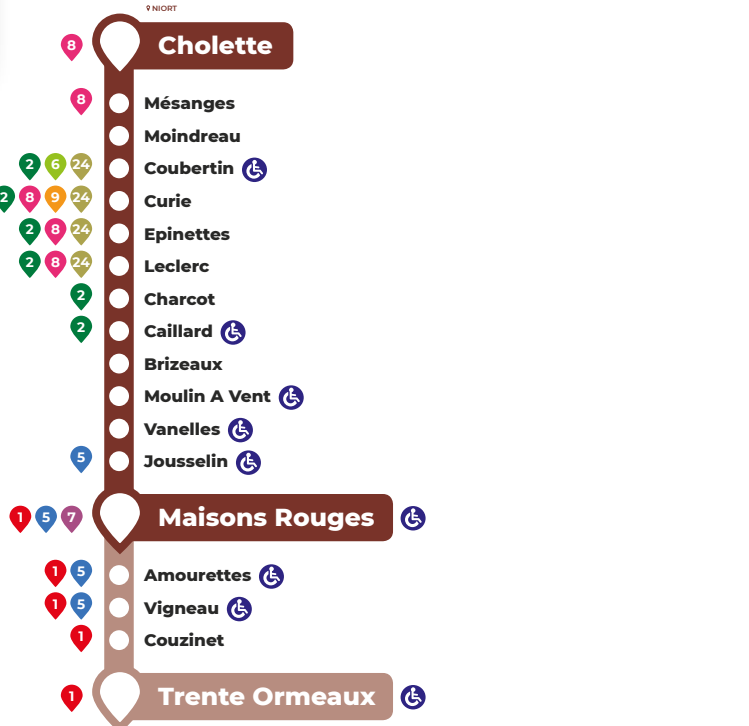 NIORT
8 Cholette
8 Mésanges
Moindreau
2 6 24 Coubertin
2 8 9 24 Curie
2 8 24 Epinettes
2 8 24 Leclerc
2 Charcot
2 Caillard
Brizeaux
Moulin A Vent
Vanelles
5 Jousselin
1 5 7 Maisons Rouges
1 5 Amourettes
1 5 Vigneau
1 Couzinet
1 Trente Ormeaux